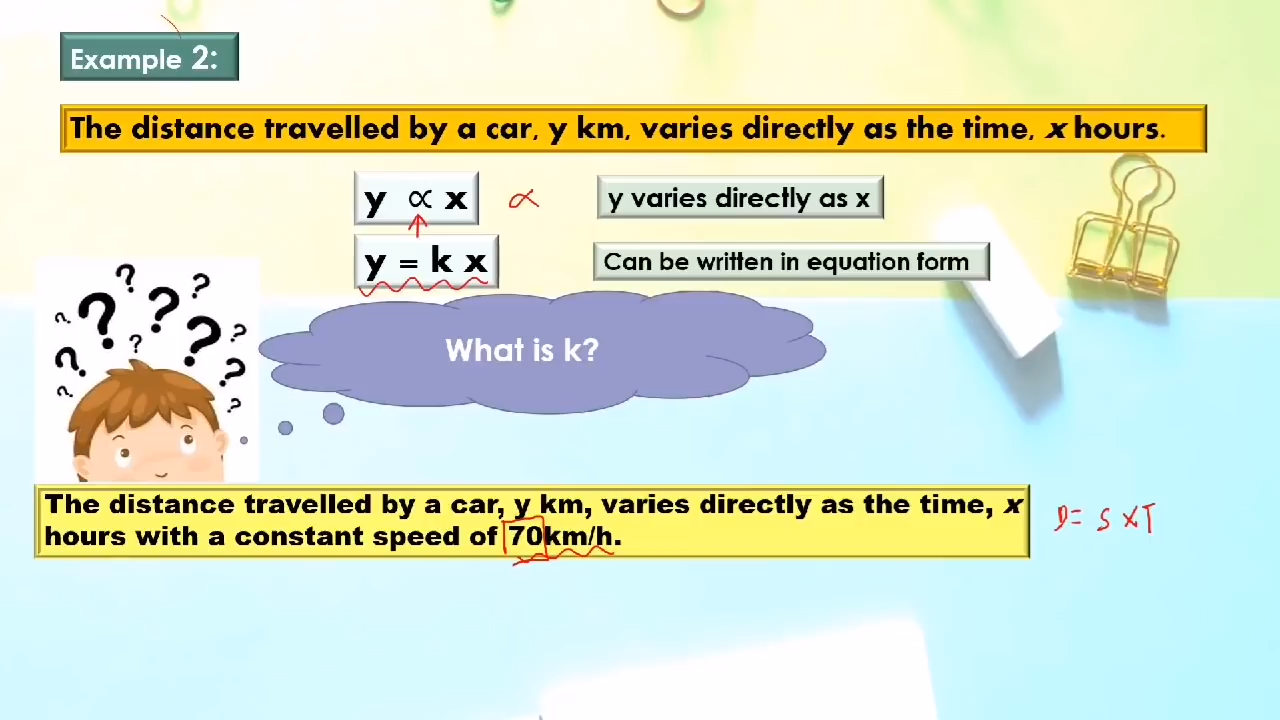 Example 2:
The distance travelled by a car, y km, varies directly as the time, x hours.
y ∝ x ∝ y varies directly as x
y = k x Can be written in equation form
What is k?
The distance travelled by a car, y km, varies directly as the time, x
hours with a constant speed of 70km/h.
D = S × T